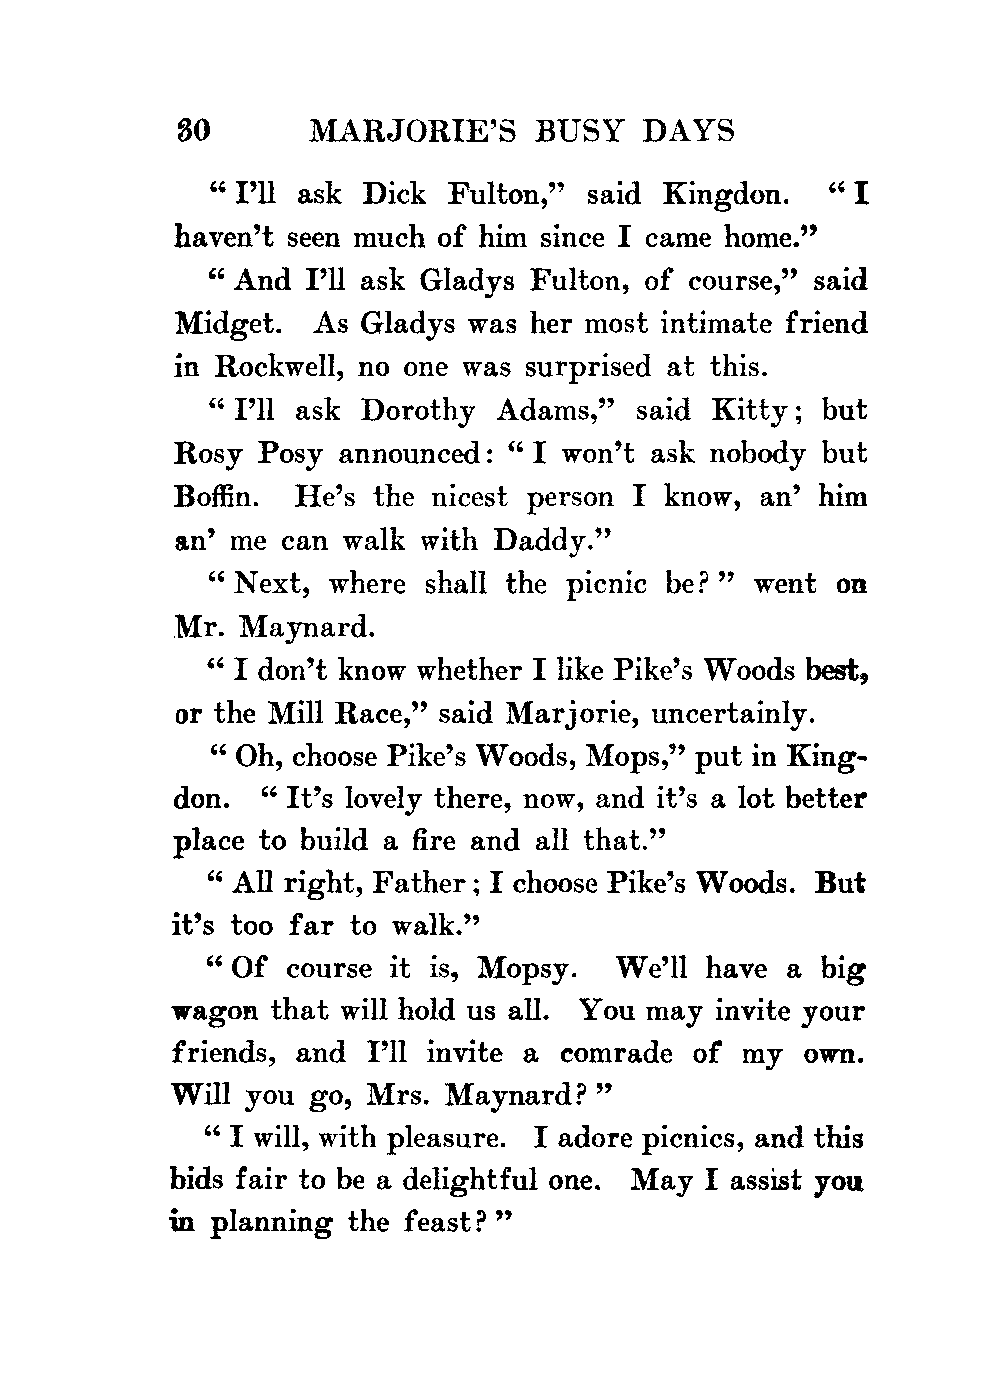 30 MARJORIE'S BUSY DAYS
“ I'll ask Dick Fulton,” said Kingdon. “ I
haven't seen much of him since I came home.”
“ And I'll ask Gladys Fulton, of course,” said
Midget. As Gladys was her most intimate friend
in Rockwell, no one was surprised at this.
“ I'll ask Dorothy Adams,” said Kitty; but
Rosy Posy announced: “ I won't ask nobody but
Boffin. He's the nicest person I know, an' him
an' me can walk with Daddy.”
“ Next, where shall the picnic be? ” went on
Mr. Maynard.
“ I don't know whether I like Pike's Woods best,
or the Mill Race,” said Marjorie, uncertainly.
“ Oh, choose Pike's Woods, Mops,” put in King-
don. “ It's lovely there, now, and it's a lot better
place to build a fire and all that.”
“ All right, Father; I choose Pike's Woods. But
it's too far to walk.”
“ Of course it is, Mopsy. We'll have a big
wagon that will hold us all. You may invite your
friends, and I'll invite a comrade of my own.
Will you go, Mrs. Maynard? ”
“ I will, with pleasure. I adore picnics, and this
bids fair to be a delightful one. May I assist you
in planning the feast? ”